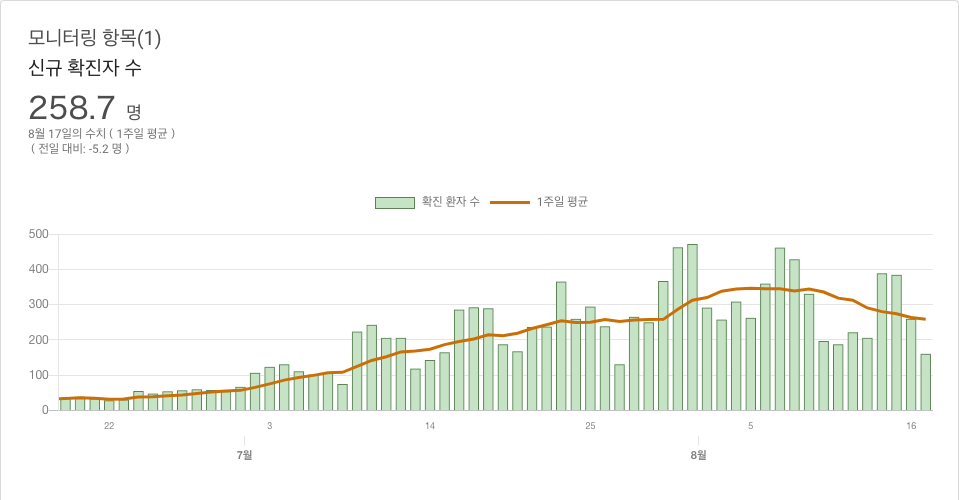 모니터링 항목(1)
신규 확진자 수
258.7 명
8월 17일의 수치 ( 1주일 평균 )
( 전일 대비: -5.2 명 )
확진 환자 수 1주일 평균
500
400
300
200
100
0
22 3 14 25 5 16
7월 8월